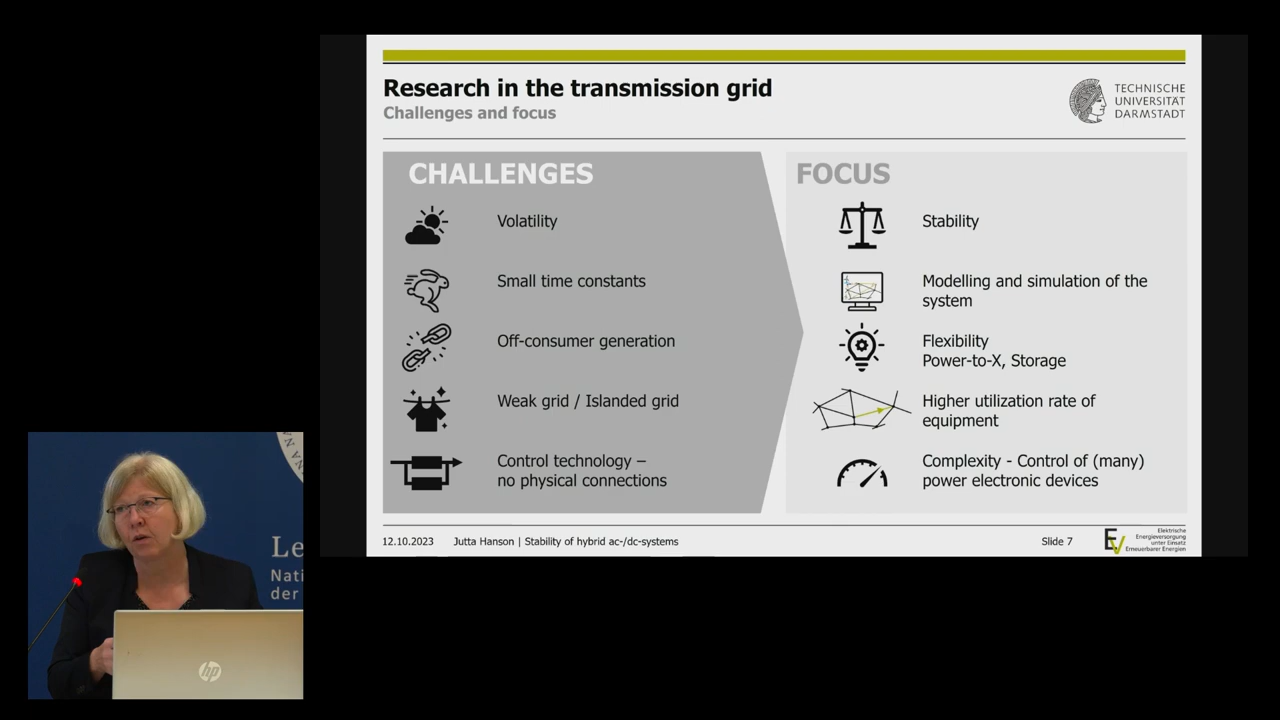 Research in the transmission grid
Challenges and focus
TECHNISCHE
UNIVERSITÄT
DARMSTADT
CHALLENGES
Volatility
Small time constants
Off-consumer generation
Weak grid / Islanded grid
Control technology –
no physical connections
FOCUS
Stability
Modelling and simulation of the
system
Flexibility
Power-to-X, Storage
Higher utilization rate of
equipment
Complexity - Control of (many)
power electronic devices
12.10.2023
Jutta Hanson | Stability of hybrid ac-/dc-systems
Slide 7
Elektrische
Energieversorgung
unter Einsatz
Erneuerbarer Energien
Le
Nati
der
hp